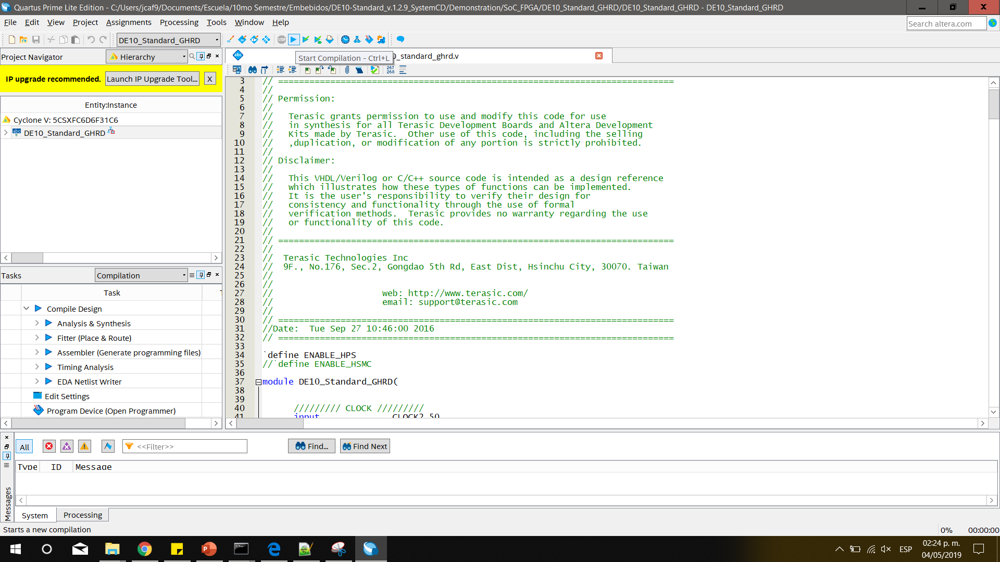 Quartus Prime Lite Edition - C:/Users/jcaf9/Documents/Escuela/10mo Semestre/Embebidos/DE10-Standard_v.1.2.9_SystemCD/Demonstration/SoC_FPGA/DE10_Standard_GHRD/DE10_Standard_GHRD - DE10_Standard_GHRD
File Edit View Project Assignments Processing Tools Window Help
Search altera.com
DE10_Standard_GHRD
STOP
Project Navigator
Hierarchy
abc
Start Compilation - Ctrl+L
_standard_ghrd.v
267
268
IP upgrade recommended. Launch IP Upgrade Tool... X
Entity:Instance
Cyclone V: 5CSXFC6D6F31C6
abc DE10_Standard_GHRD
3 // ============================================================================
4 //
5 // Permission:
6 //
7 //   Terasic grants permission to use and modify this code for use
8 //   in synthesis for all Terasic Development Boards and Altera Development
9 //   Kits made by Terasic.  Other use of this code, including the selling
10 //   ,duplication, or modification of any portion is strictly prohibited.
11 //
12 // Disclaimer:
13 //
14 //   This VHDL/Verilog or C/C++ source code is intended as a design reference
15 //   which illustrates how these types of functions can be implemented.
16 //   It is the user's responsibility to verify their design for
17 //   consistency and functionality through the use of formal
18 //   verification methods.  Terasic provides no warranty regarding the use
19 //   or functionality of this code.
20 //
21 // ============================================================================
22 //
23 //  Terasic Technologies Inc
24 //  9F., No.176, Sec.2, Gongdao 5th Rd, East Dist, Hsinchu City, 30070. Taiwan
25 //
26 //
27 //                     web: http://www.terasic.com/
28 //                     email: support@terasic.com
29 //
30 // ============================================================================
31 //Date:  Tue Sep 27 10:46:00 2016
32 // ============================================================================
33
34 `define ENABLE_HPS
35 //`define ENABLE_HSMC
36
37 module DE10_Standard_GHRD(
38
39
40       ///////// CLOCK /////////
41       input              CLOCK2_50
Tasks
Compilation
Task
Compile Design
Analysis & Synthesis
Fitter (Place & Route)
Assembler (Generate programming files)
Timing Analysis
EDA Netlist Writer
Edit Settings
Program Device (Open Programmer)
All
<<Filter>>
Find...
Find Next
Type ID Message
Messages
System Processing
Starts a new compilation
0% 00:00:00
ESP
02:24 p. m.
04/05/2019